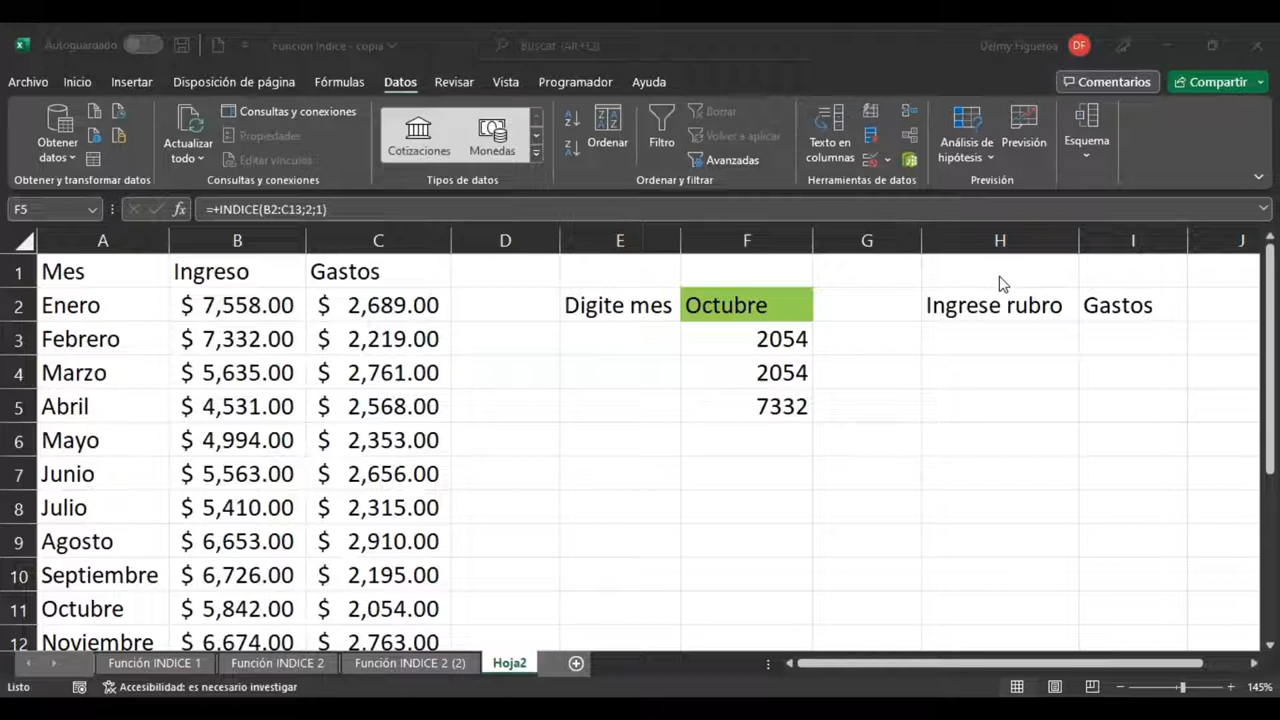 Autoguardado Función Indice - copia Buscar (Alt+Q) Delmy Figueroa DF
Archivo Inicio Insertar Disposición de página Fórmulas Datos Revisar Vista Programador Ayuda Comentarios Compartir
Obtener datos
Actualizar todo
Consultas y conexiones
Propiedades
Editar vínculos
Cotizaciones Monedas
Ordenar
Filtro
Borrar
Volver a aplicar
Avanzadas
Texto en columnas
Análisis de hipótesis
Previsión
Esquema
Obtener y transformar datos Consultas y conexiones Tipos de datos Ordenar y filtrar Herramientas de datos Previsión
F5 fx =+INDICE(B2:C13;2;1)
A B C D E F G H I J
1 Mes Ingreso Gastos
2 Enero $ 7,558.00 $ 2,689.00 Digite mes Octubre Ingrese rubro Gastos
3 Febrero $ 7,332.00 $ 2,219.00 2054
4 Marzo $ 5,635.00 $ 2,761.00 2054
5 Abril $ 4,531.00 $ 2,568.00 7332
6 Mayo $ 4,994.00 $ 2,353.00
7 Junio $ 5,563.00 $ 2,656.00
8 Julio $ 5,410.00 $ 2,315.00
9 Agosto $ 6,653.00 $ 2,910.00
10 Septiembre $ 6,726.00 $ 2,195.00
11 Octubre $ 5,842.00 $ 2,054.00
12 Noviembre $ 6,674.00 $ 2,763.00
Función INDICE 1 Función INDICE 2 Función INDICE 2 (2) Hoja2
Listo Accesibilidad: es necesario investigar 145%